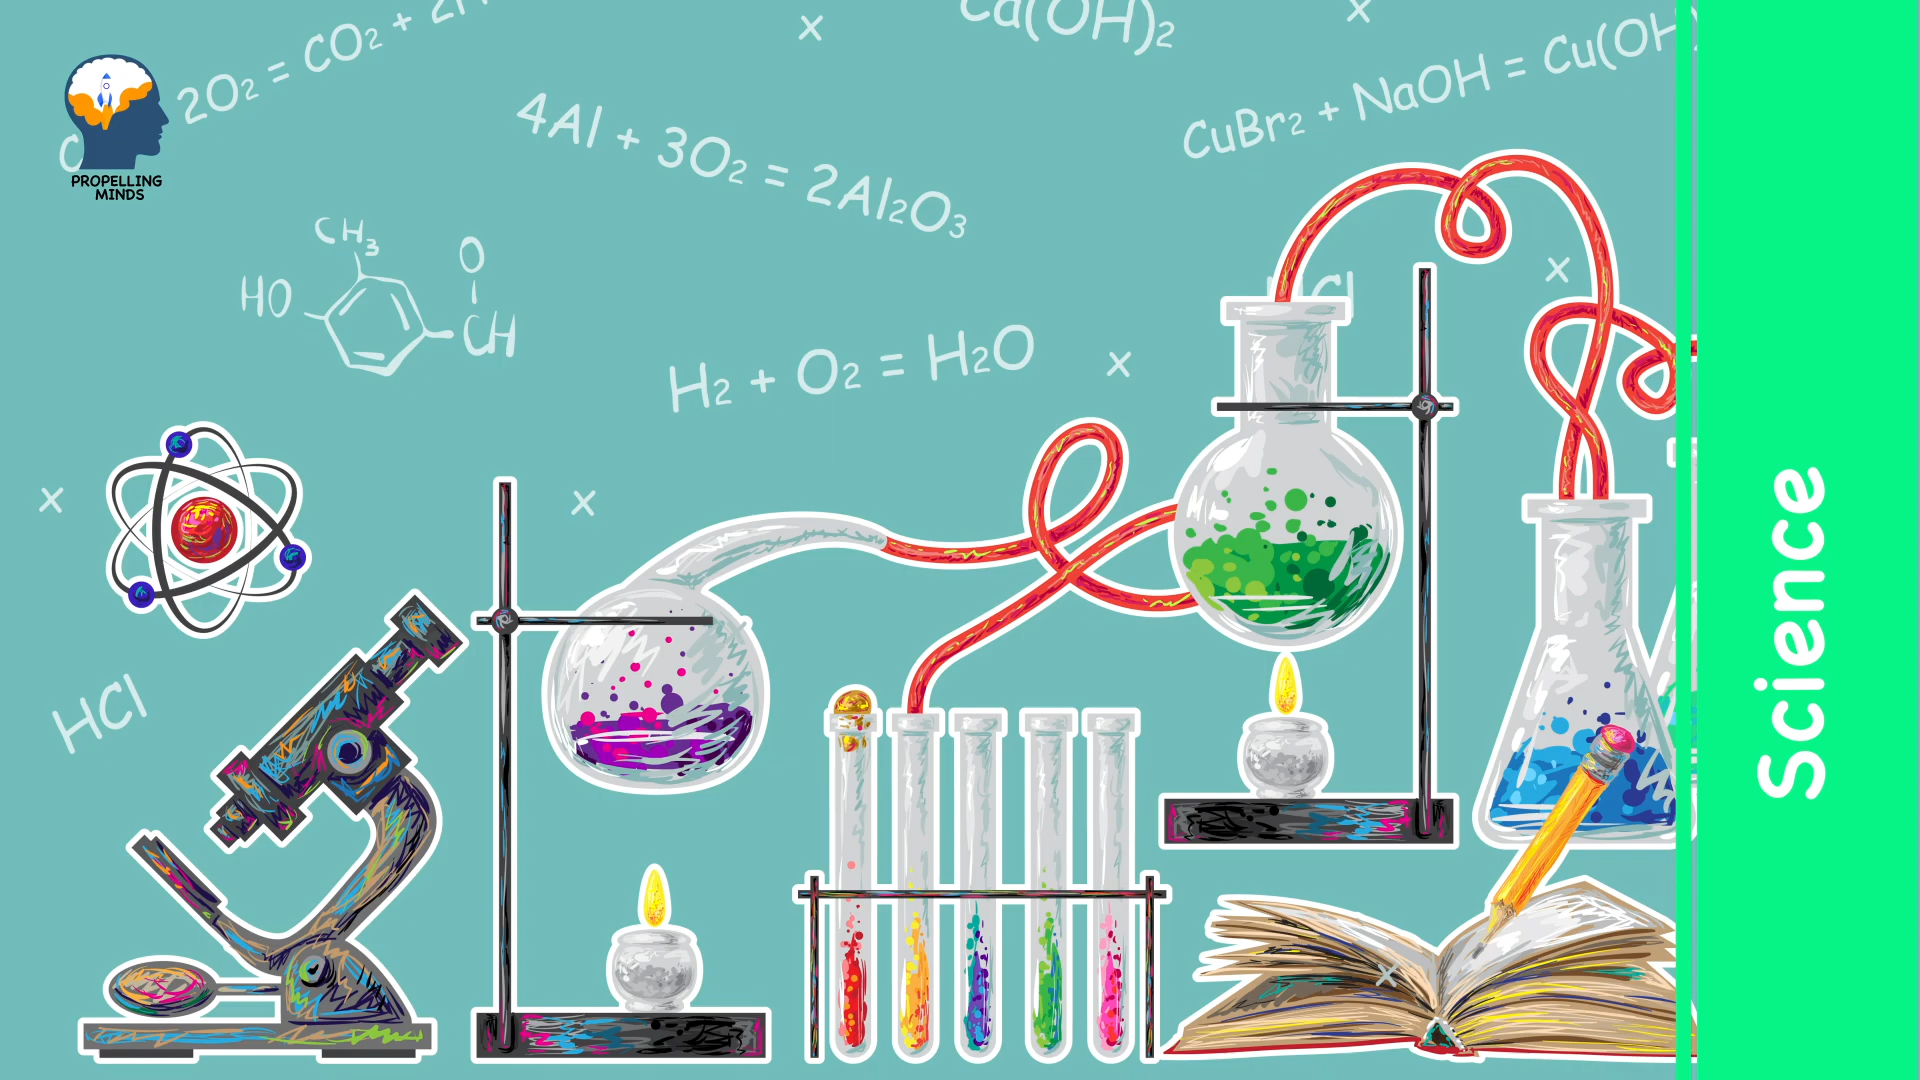 2O2 = CO2 +
Ca(OH)2
4Al + 3O2 = 2Al2O3
CuBr2 + NaOH = Cu(OH
PROPELLING
MINDS
CH3
HO
O
CH
HCl
H2 + O2 = H2O
HCl
Science